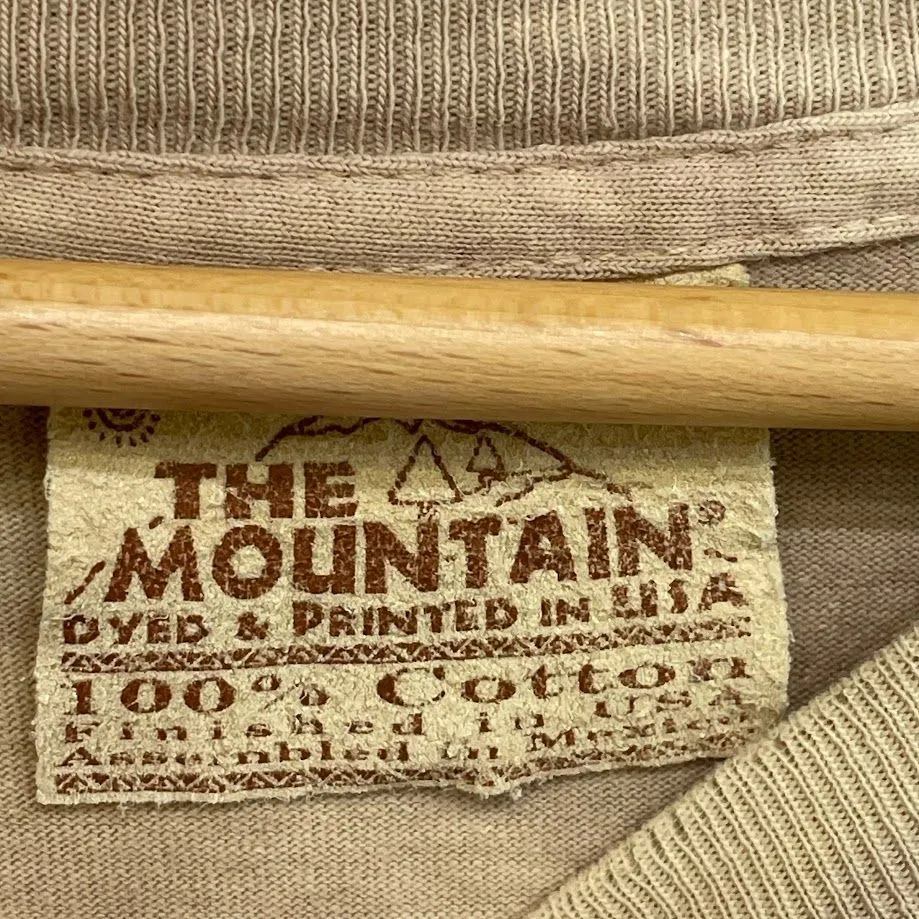 THE
MOUNTAIN®
DYED & PRINTED IN USA
100% Cotton
Finished in USA
Assembled in Mexico